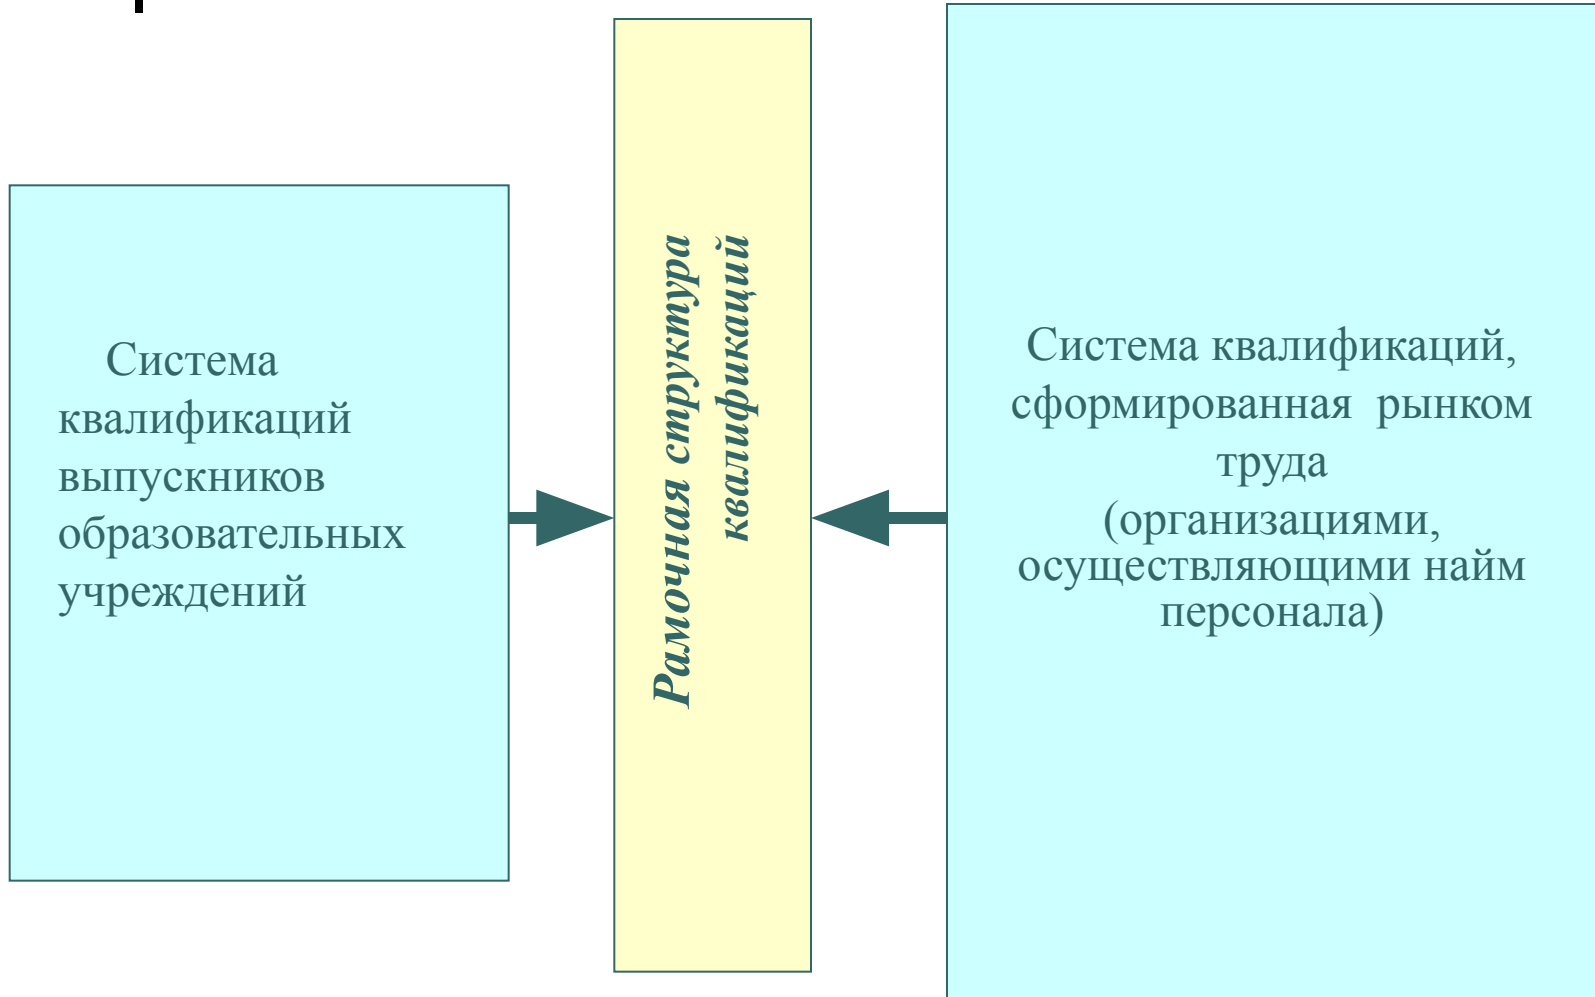 Система
квалификаций
выпускников
образовательных
учреждений
Рамочная структура
квалификаций
Система квалификаций,
сформированная рынком
труда
(организациями,
осуществляющими найм
персонала)